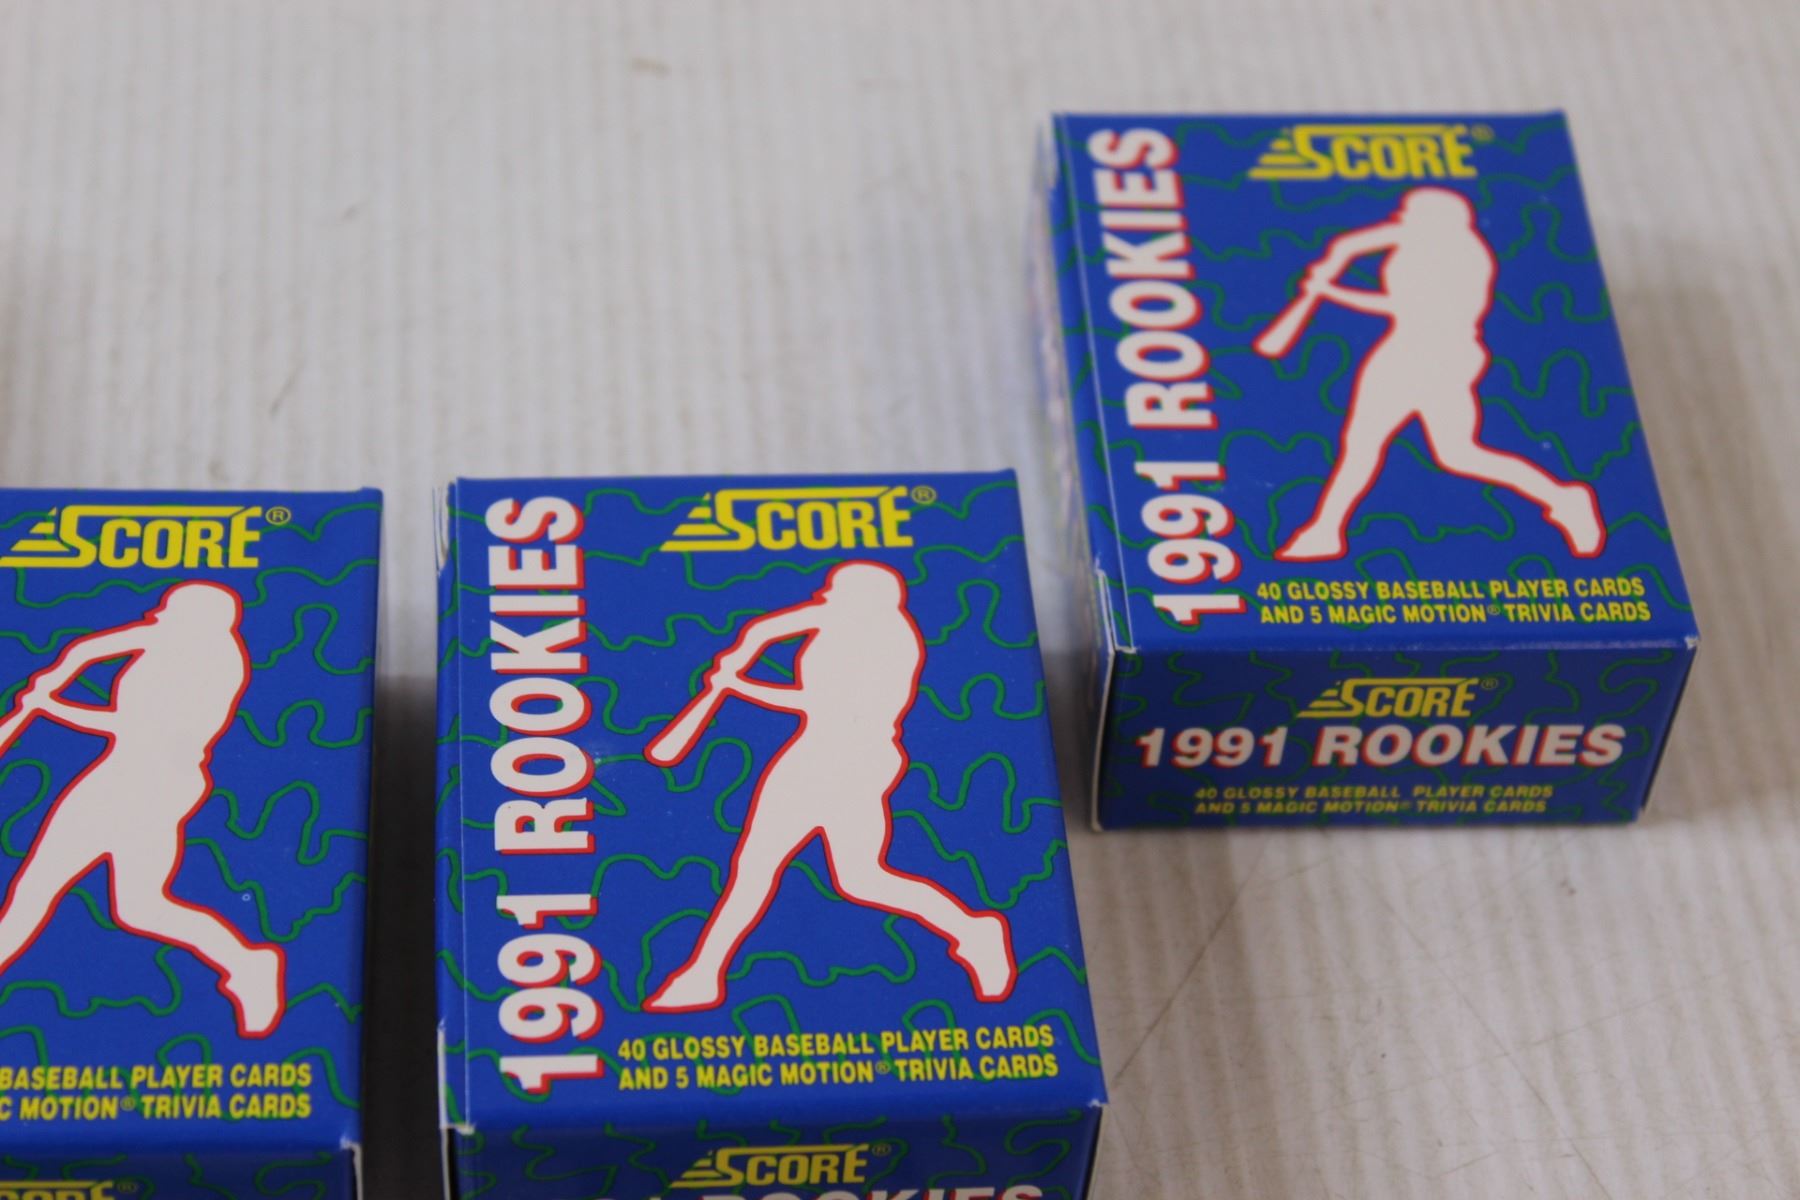 SCORE®
BASEBALL PLAYER CARDS
C MOTION® TRIVIA CARDS
SCORE®
1991 ROOKIES
SCORE®
40 GLOSSY BASEBALL PLAYER CARDS
AND 5 MAGIC MOTION® TRIVIA CARDS
SCORE®
ROOKIES
1991 ROOKIES
SCORE®
40 GLOSSY BASEBALL PLAYER CARDS
AND 5 MAGIC MOTION® TRIVIA CARDS
SCORE®
1991 ROOKIES
40 GLOSSY BASEBALL PLAYER CARDS
AND 5 MAGIC MOTION® TRIVIA CARDS